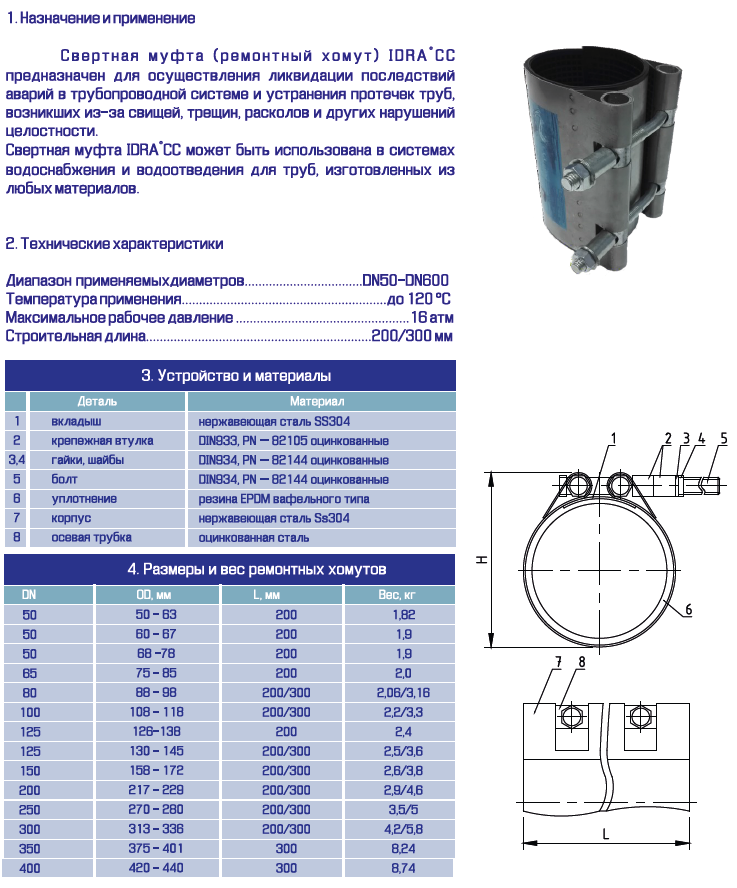 1. Назначение и применение
Свертная муфта (ремонтный хомут) IDRA®CC
предназначен для осуществления ликвидации последствий
аварий в трубопроводной системе и устранения протечек труб,
возникших из-за свищей, трещин, расколов и других нарушений
целостности.
Свертная муфта IDRA®CC может быть использована в системах
водоснабжения и водоотведения для труб, изготовленных из
любых материалов.
2. Технические характеристики
Диапазон применяемых диаметров..................................DN50-DN600
Температура применения...........................................................до 120 °C
Максимальное рабочее давление ..................................................16 атм
Строительная длина.................................................................200/300 мм
3. Устройство и материалы
Деталь Материал
1 вкладыш нержавеющая сталь SS304
2 крепежная втулка DIN933, PN – 82105 оцинкованные
3,4 гайки, шайбы DIN934, PN – 82144 оцинкованные
5 болт DIN934, PN – 82144 оцинкованные
6 уплотнение резина EPDM вафельного типа
7 корпус нержавеющая сталь Ss304
8 осевая трубка оцинкованная сталь
4. Размеры и вес ремонтных хомутов
DN OD, мм L, мм Вес, кг
50 50 – 63 200 1,82
50 60 – 67 200 1,9
50 68 –78 200 1,9
65 75 – 85 200 2,0
80 88 – 98 200/300 2,06/3,16
100 108 – 118 200/300 2,2/3,3
125 126–138 200 2,4
125 130 – 145 200/300 2,5/3,6
150 158 – 172 200/300 2,6/3,8
200 217 – 229 200/300 2,9/4,6
250 270 – 280 200/300 3,5/5
300 313 – 336 200/300 4,2/5,8
350 375 – 401 300 8,24
400 420 – 440 300 8,74
1 2 3 4 5
H
6
7 8
L